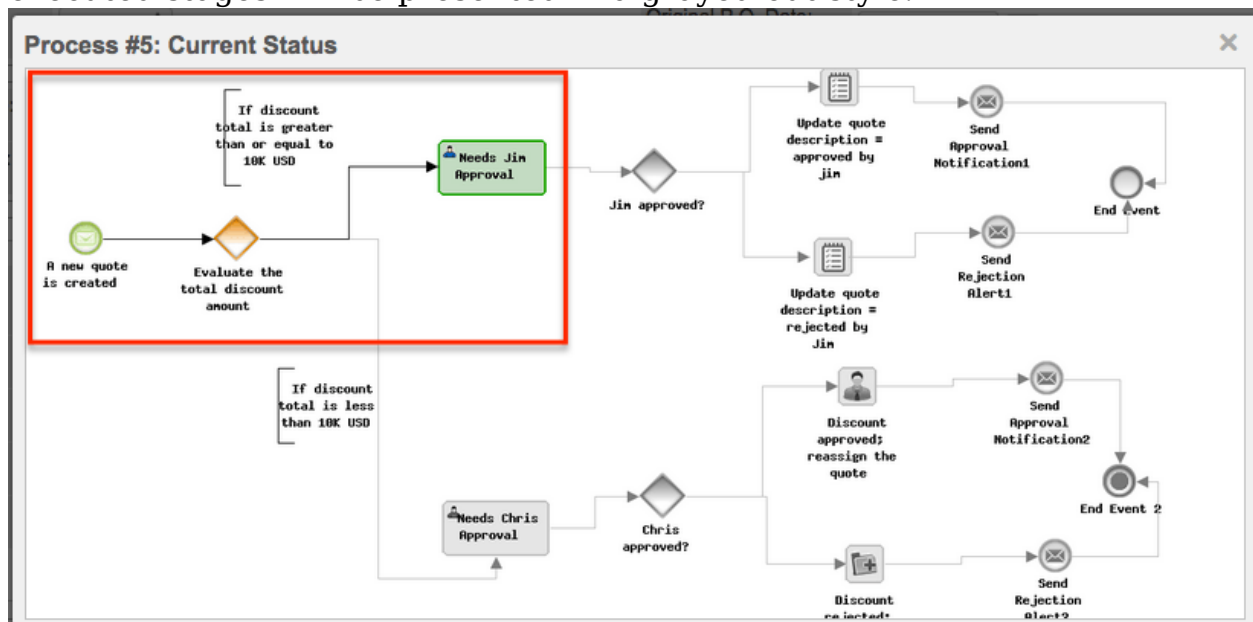 Process #5: Current Status
If discount
total is greater
than or equal to
10K USD
Needs Jim
Approval
A new quote
is created
Evaluate the
total discount
amount
Jim approved?
Update quote
description =
approved by
jim
Send
Approval
Notification1
End Event
Update quote
description =
rejected by
Jim
Send
Rejection
Alert1
If discount
total is less
than 10K USD
Needs Chris
Approval
Chris
approved?
Discount
approved;
reassign the
quote
Send
Approval
Notification2
End Event 2
Discount
rejected;
Send
Rejection
Alert2